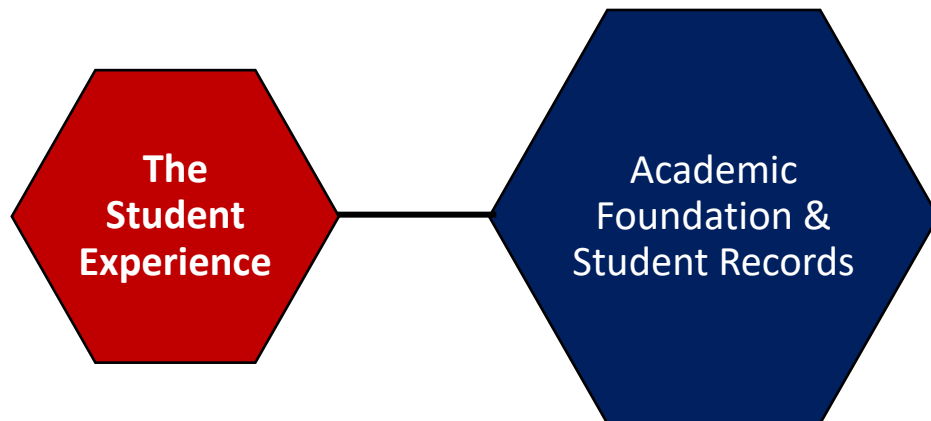 The
Student
Experience
Academic
Foundation &
Student Records